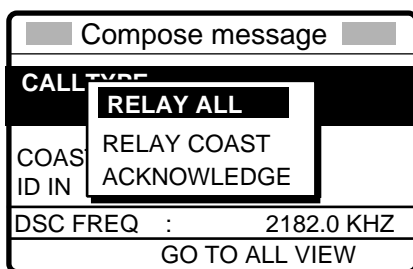 Compose message
CALLTYPE
RELAY ALL
RELAY COAST
COAS
ACKNOWLEDGE
ID IN
DSC FREQ : 2182.0 KHZ
GO TO ALL VIEW